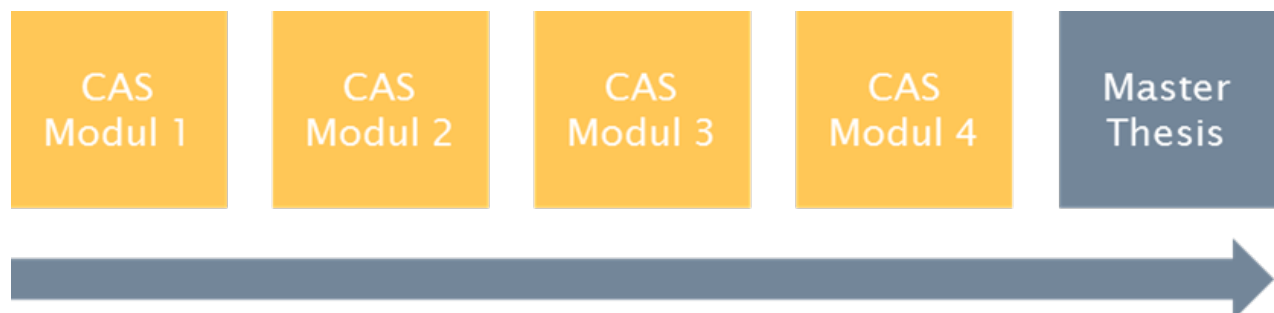 CAS
Modul 1
CAS
Modul 2
CAS
Modul 3
CAS
Modul 4
Master
Thesis